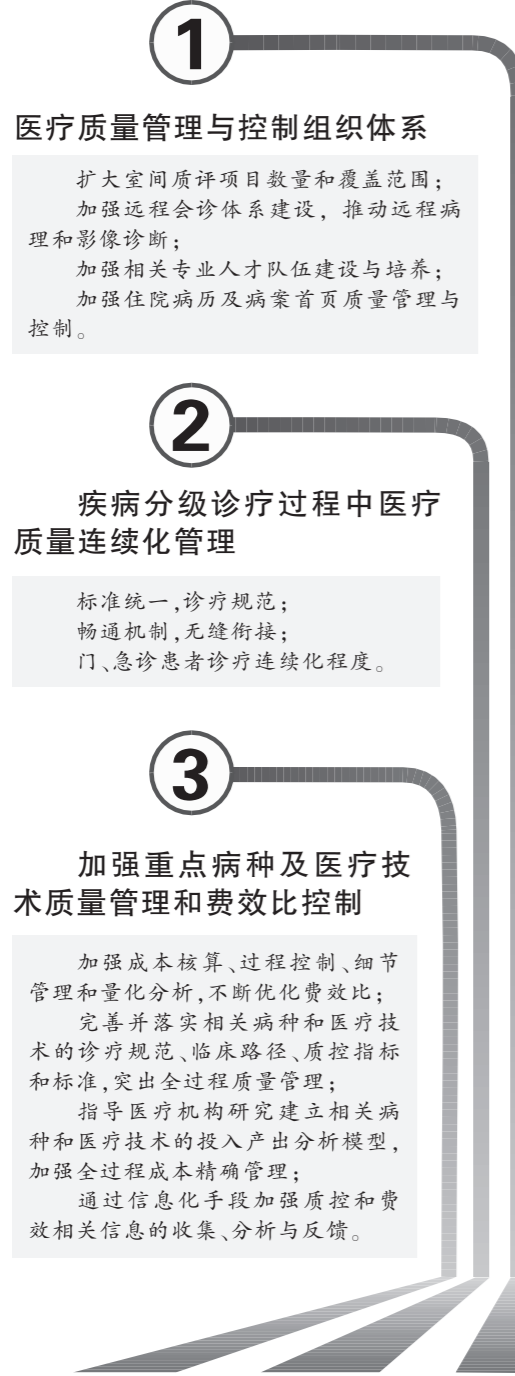 1
医疗质量管理与控制组织体系
扩大室间质评项目数量和覆盖范围；
加强远程会诊体系建设，推动远程病
理和影像诊断；
加强相关专业人才队伍建设与培养；
加强住院病历及病案首页质量管理与
控制。
2
疾病分级诊疗过程中医疗
质量连续化管理
标准统一，诊疗规范；
畅通机制，无缝衔接；
门、急诊患者诊疗连续化程度。
3
加强重点病种及医疗技
术质量管理和费效比控制
加强成本核算、过程控制、细节
管理和量化分析，不断优化费效比；
完善并落实相关病种和医疗技
术的诊疗规范、临床路径、质控指标
和标准，突出全过程质量管理；
指导医疗机构研究建立相关病
种和医疗技术的投入产出分析模型，
加强全过程成本精确管理；
通过信息化手段加强质控和费
效相关信息的收集、分析与反馈。